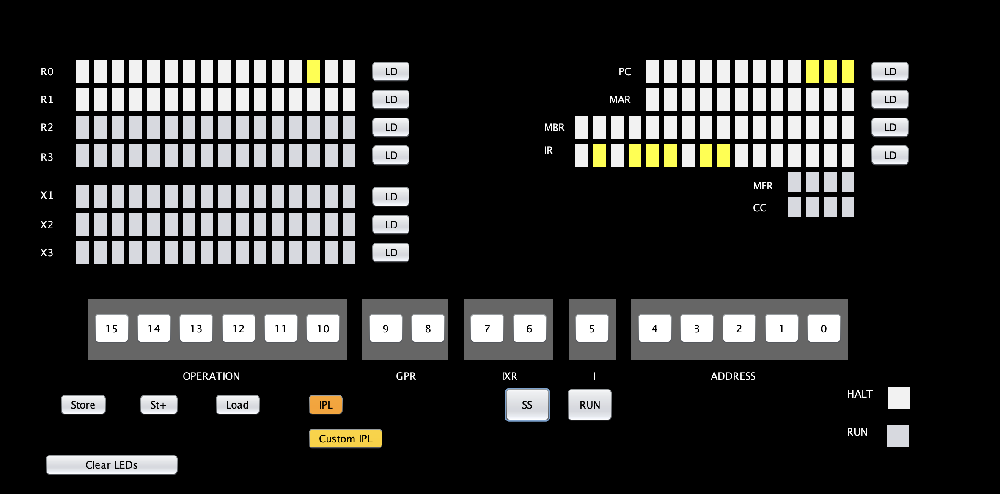 R0 LD PC LD
R1 LD MAR LD
R2 LD MBR LD
R3 LD IR LD
MFR
X1 LD CC
X2 LD
X3 LD
15 14 13 12 11 10 9 8 7 6 5 4 3 2 1 0
OPERATION GPR IXR I ADDRESS
Store St+ Load IPL SS RUN HALT
Custom IPL RUN
Clear LEDs